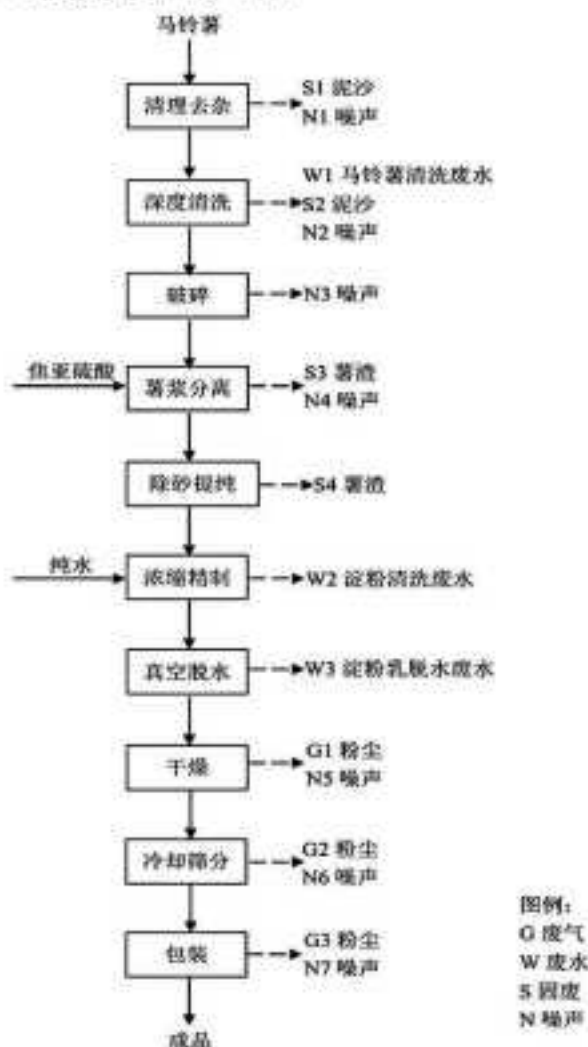 马铃薯
清理去杂
S1 泥沙
N1 噪声
深度清洗
W1 马铃薯清洗废水
S2 泥沙
N2 噪声
破碎
N3 噪声
焦亚硫酸
薯浆分离
S3 薯渣
N4 噪声
除砂提纯
S4 薯渣
纯水
浓缩精制
W2 淀粉清洗废水
真空脱水
W3 淀粉乳脱水废水
干燥
G1 粉尘
N5 噪声
冷却筛分
G2 粉尘
N6 噪声
包装
G3 粉尘
N7 噪声
成品
图例：
G 废气
W 废水
S 固废
N 噪声